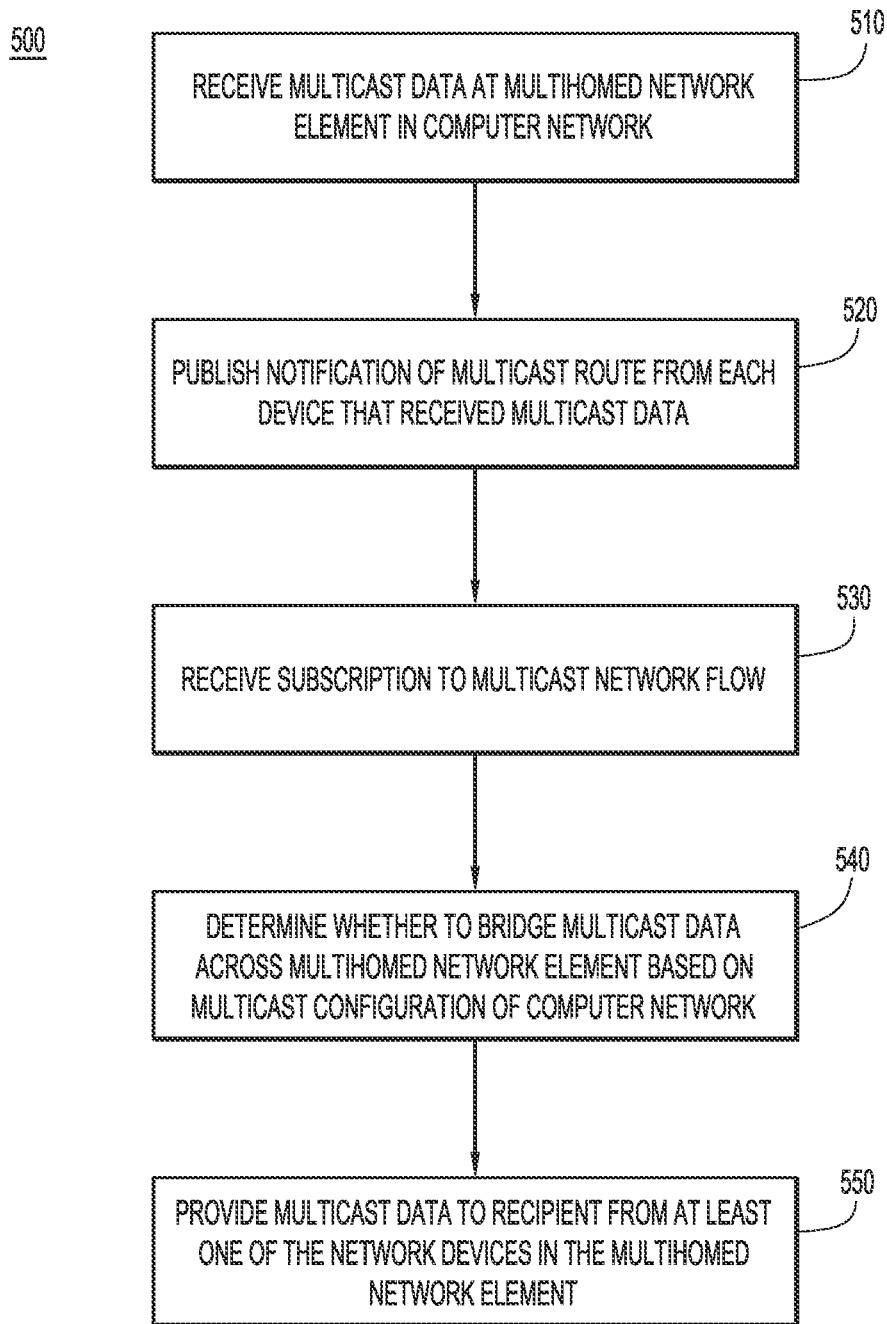 500
510
RECEIVE MULTICAST DATA AT MULTIHOMED NETWORK
ELEMENT IN COMPUTER NETWORK
520
PUBLISH NOTIFICATION OF MULTICAST ROUTE FROM EACH
DEVICE THAT RECEIVED MULTICAST DATA
530
RECEIVE SUBSCRIPTION TO MULTICAST NETWORK FLOW
540
DETERMINE WHETHER TO BRIDGE MULTICAST DATA
ACROSS MULTIHOMED NETWORK ELEMENT BASED ON
MULTICAST CONFIGURATION OF COMPUTER NETWORK
550
PROVIDE MULTICAST DATA TO RECIPIENT FROM AT LEAST
ONE OF THE NETWORK DEVICES IN THE MULTIHOMED
NETWORK ELEMENT